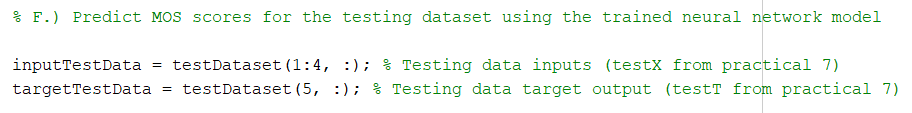 % F.) Predict MOS scores for the testing dataset using the trained neural network model
inputTestData = testDataset(1:4, :); % Testing data inputs (testX from practical 7)
targetTestData = testDataset(5, :); % Testing data target output (testT from practical 7)